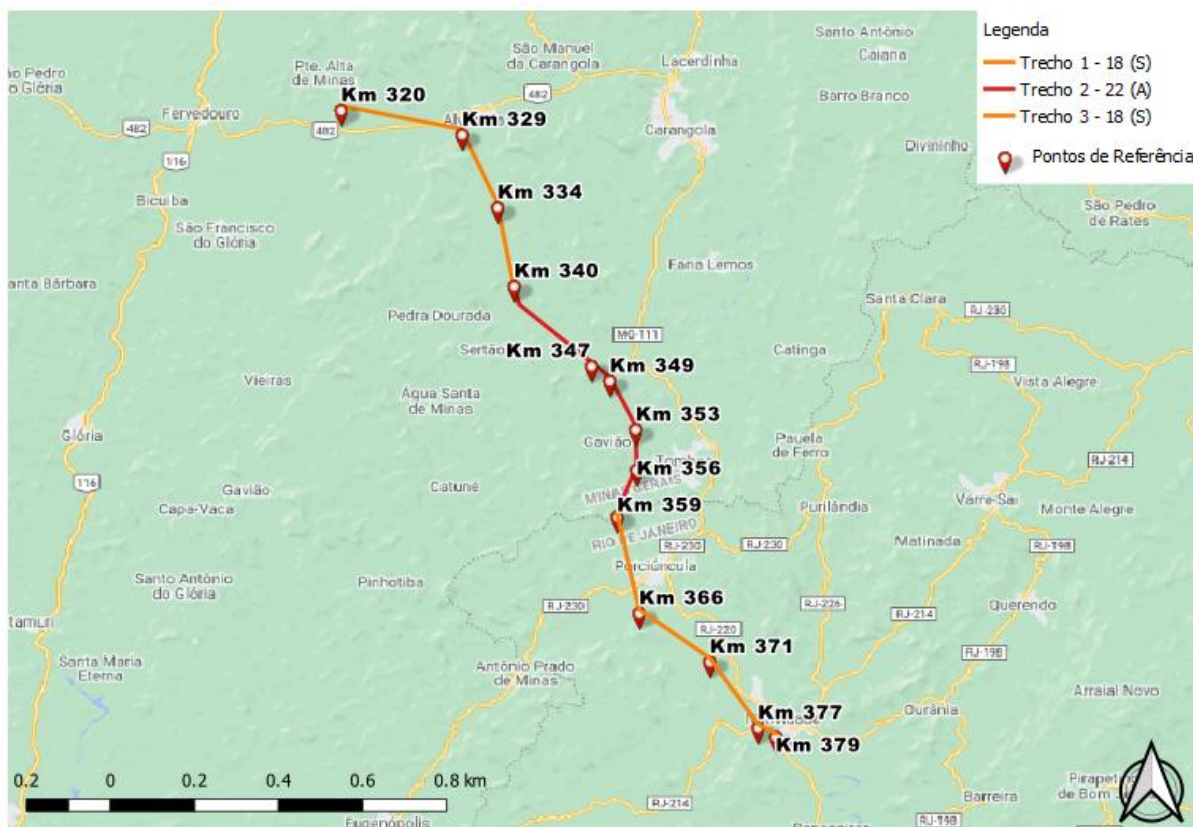 Santo Antônio
Caiana
Legenda
Trecho 1 - 18 (S)
Trecho 2 - 22 (A)
Trecho 3 - 18 (S)
Pontos de Referência
São Manuel
da Carangola
Lacerdinha
Pte. Alta
de Minas
São Pedro
o Glória
Barro Branco
Km 320
482
Fervedouro
Km 329
482
482
Carangola
Divininho
116
Bicuíba
Km 334
São Francisco
do Glória
São Pedro
de Rates
Faria Lemos
Km 340
anta Bárbara
Santa Clara
RJ-230
Pedra Dourada
MG-111
Sertão
Km 347
Catinga
Km 349
RJ-198
Vista Alegre
Vieiras
Água Santa
de Minas
Km 353
Glória
Gavião
Pauela
de Ferro
RJ-214
Km 356
116
Gavião
Catuné
MINAS GERAIS
Varre-Sai
Capa-Vaca
Km 359
Purilândia
Monte Alegre
RIO DE JANEIRO
RJ-230
RJ-230
Matinada
RJ-198
Porciúncula
Santo Antônio
do Glória
Pinhotiba
RJ-230
Km 366
RJ-226
RJ-214
Querendo
tamuri
RJ-220
Km 371
RJ-198
Santa Maria
Eterna
Antônio Prado
de Minas
Arraial Novo
Km 377
Ourânia
Km 379
0.2 0 0.2 0.4 0.6 0.8 km
RJ-214
Barreira
Eugenópolis
RJ-198